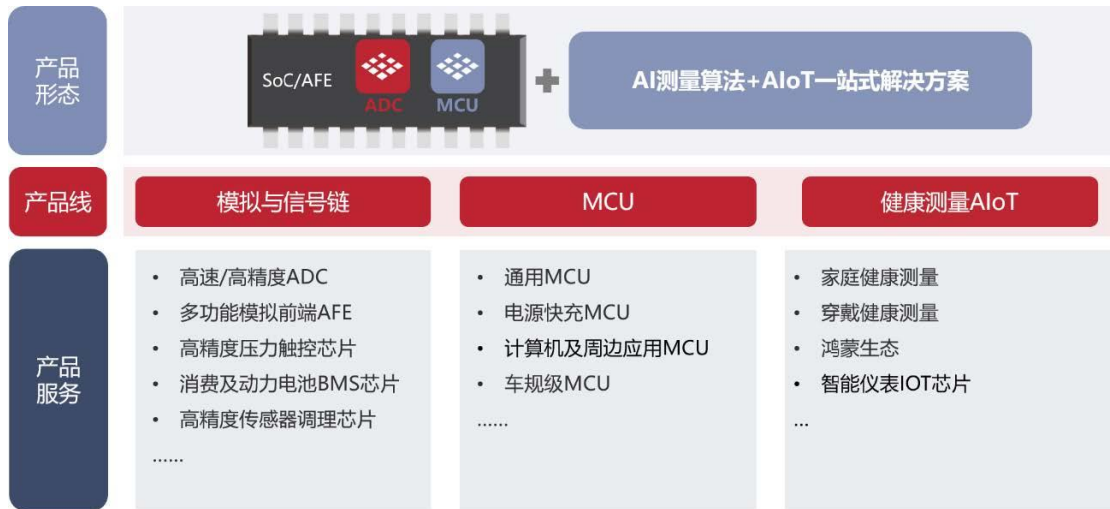 产品
形态
SoC/AFE
ADC
MCU
AI测量算法+AIoT一站式解决方案
产品线
模拟与信号链
MCU
健康测量AIoT
产品
服务
• 高速/高精度ADC
• 多功能模拟前端AFE
• 高精度压力触控芯片
• 消费及动力电池BMS芯片
• 高精度传感器调理芯片
……
• 通用MCU
• 电源快充MCU
• 计算机及周边应用MCU
• 车规级MCU
……
• 家庭健康测量
• 穿戴健康测量
• 鸿蒙生态
• 智能仪表IOT芯片
...